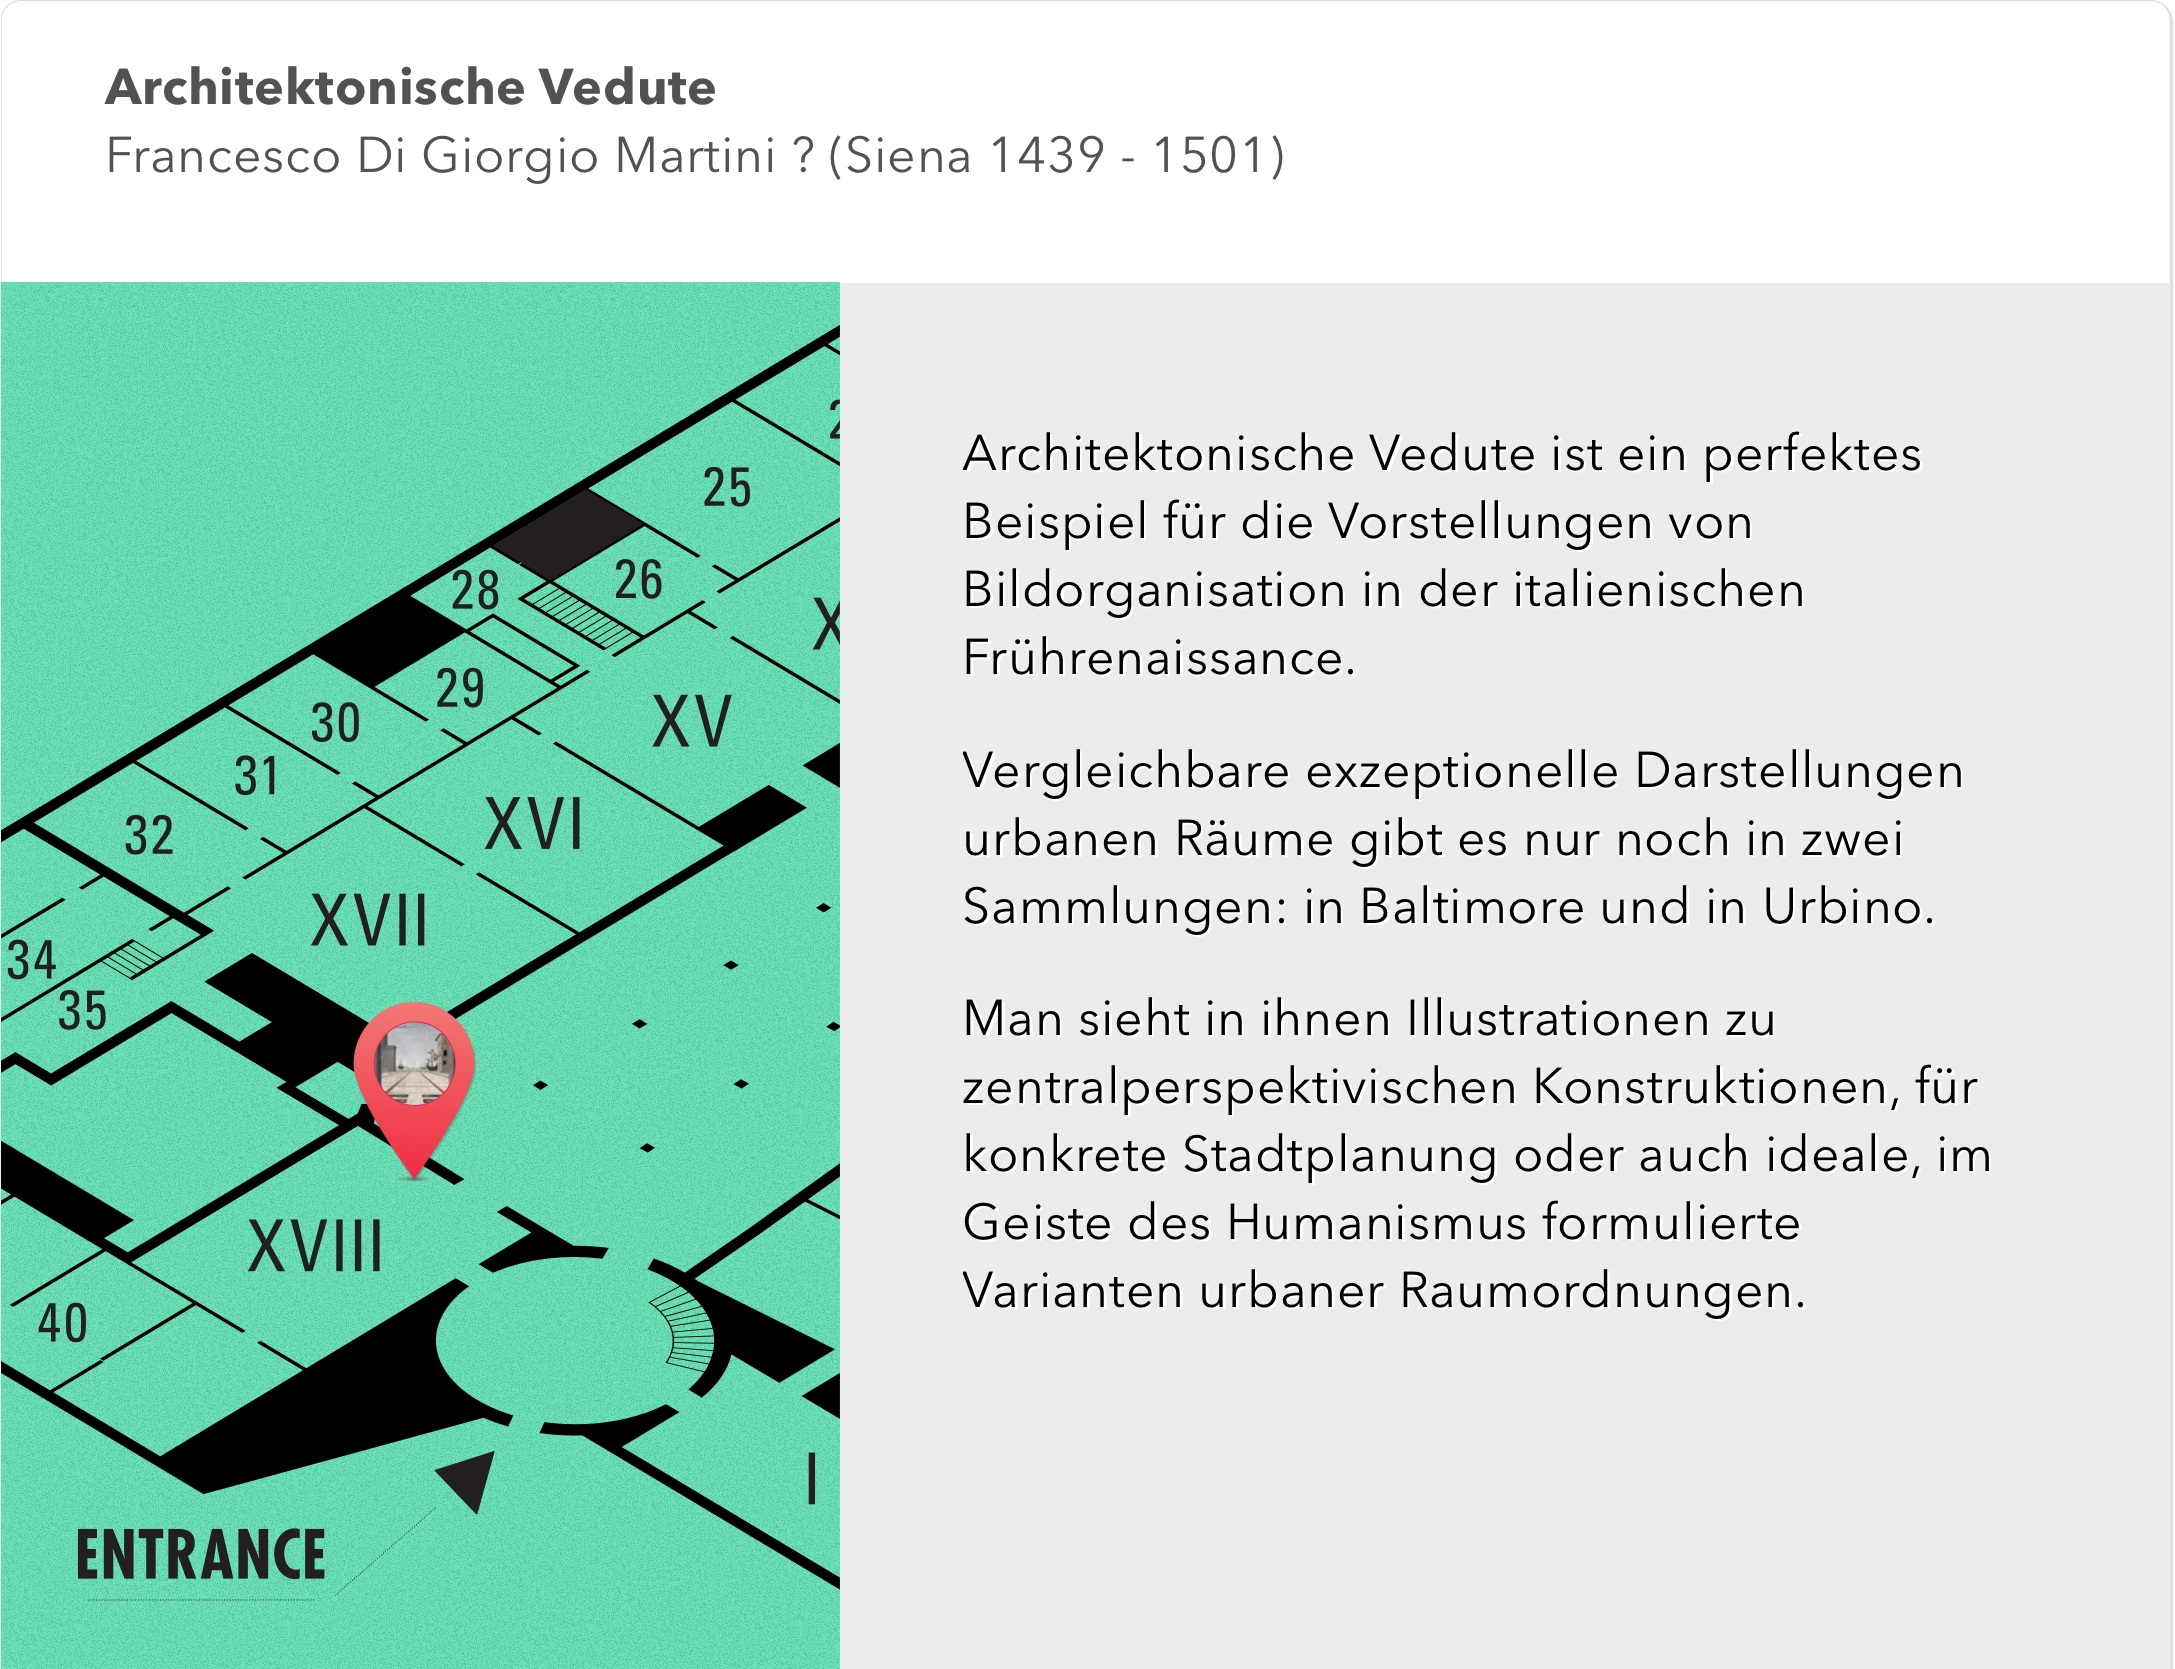 Architektonische Vedute
Francesco Di Giorgio Martini ? (Siena 1439 - 1501)
25
26
28
29
30
31
32
34
35
40
XV
XVI
XVII
XVIII
I
ENTRANCE
Architektonische Vedute ist ein perfektes
Beispiel für die Vorstellungen von
Bildorganisation in der italienischen
Frührenaissance.
Vergleichbare exzeptionelle Darstellungen
urbanen Räume gibt es nur noch in zwei
Sammlungen: in Baltimore und in Urbino.
Man sieht in ihnen Illustrationen zu
zentralperspektivischen Konstruktionen, für
konkrete Stadtplanung oder auch ideale, im
Geiste des Humanismus formulierte
Varianten urbaner Raumordnungen.